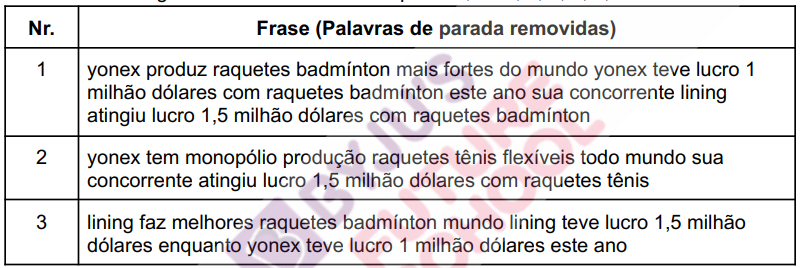 Nr. Frase (Palavras de parada removidas)
1 yonex produz raquetes badmínton mais fortes do mundo yonex teve lucro 1
milhão dólares com raquetes badmínton este ano sua concorrente lining
atingiu lucro 1,5 milhão dólares com raquetes badmínton
2 yonex tem monopólio produção raquetes tênis flexíveis todo mundo sua
concorrente atingiu lucro 1,5 milhão dólares com raquetes tênis
3 lining faz melhores raquetes badmínton mundo lining teve lucro 1,5 milhão
dólares enquanto yonex teve lucro 1 milhão dólares este ano
BYJU'S
FUTURE
SCHOOL